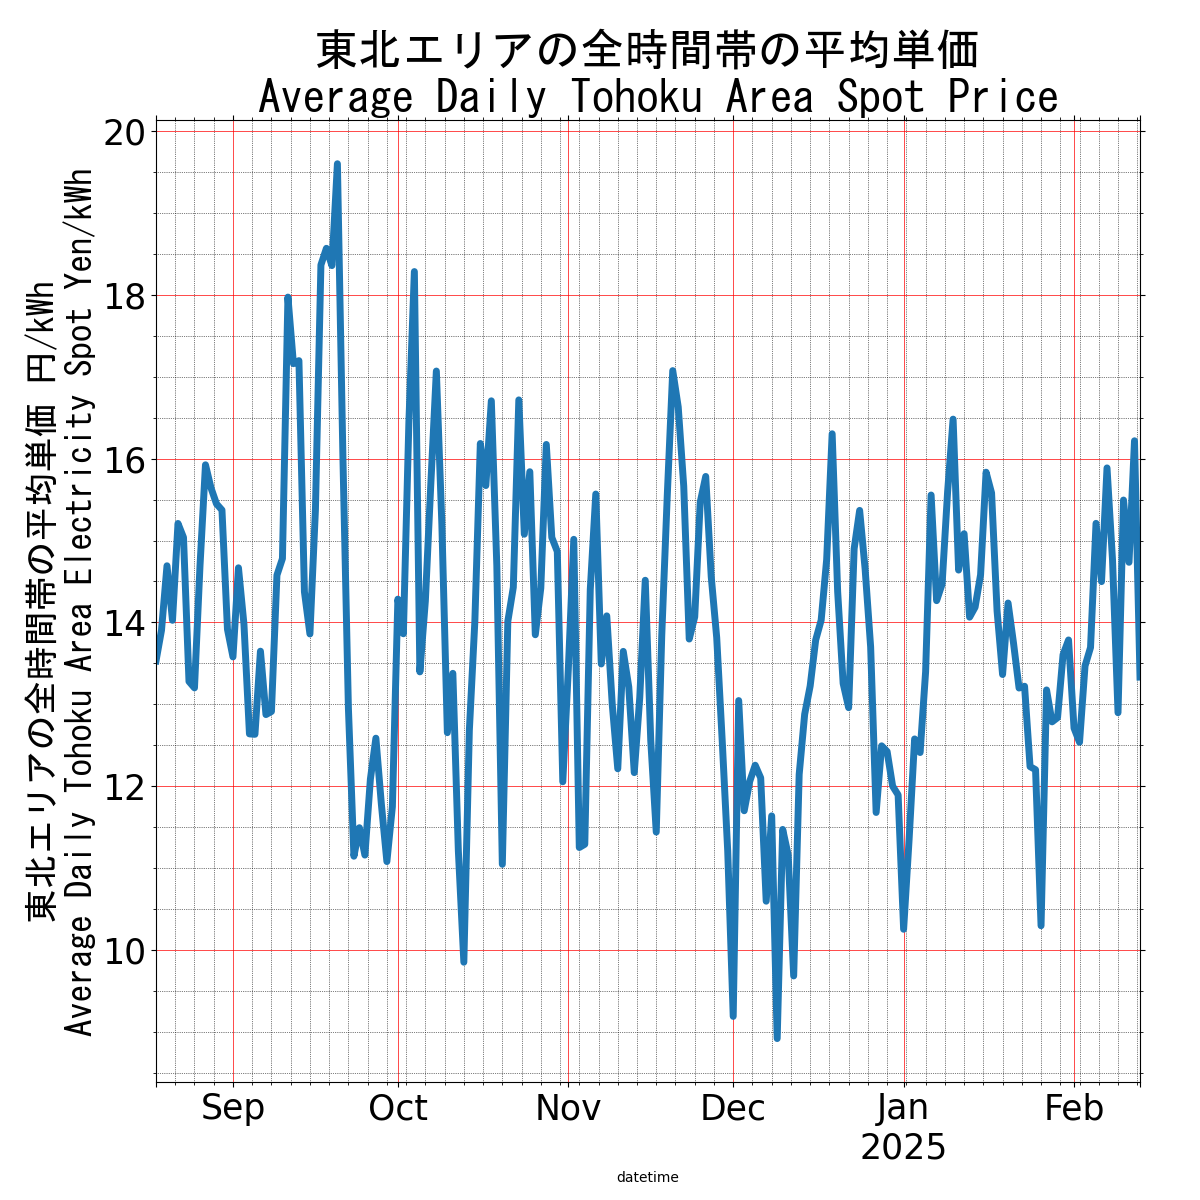 東北エリアの全時間帯の平均単価
Average Daily Tohoku Area Spot Price
東北エリアの全時間帯の平均単価 円/kWh
Average Daily Tohoku Area Electricity Spot Yen/kWh
20
18
16
14
12
10
Sep
Oct
Nov
Dec
Jan
2025
Feb
datetime